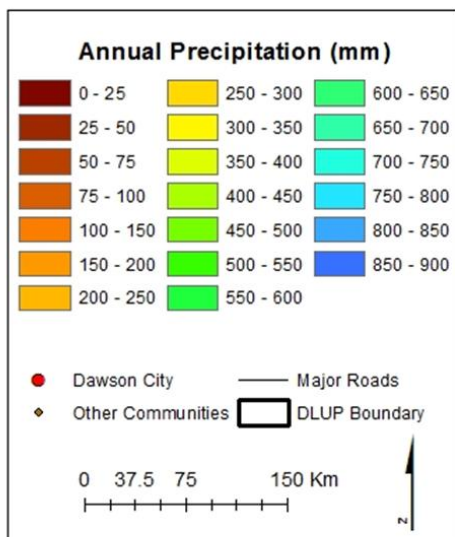 Annual Precipitation (mm)
0 - 25
25 - 50
50 - 75
75 - 100
100 - 150
150 - 200
200 - 250
250 - 300
300 - 350
350 - 400
400 - 450
450 - 500
500 - 550
550 - 600
600 - 650
650 - 700
700 - 750
750 - 800
800 - 850
850 - 900
Dawson City
Other Communities
Major Roads
DLUP Boundary
0 37.5 75 150 Km
N